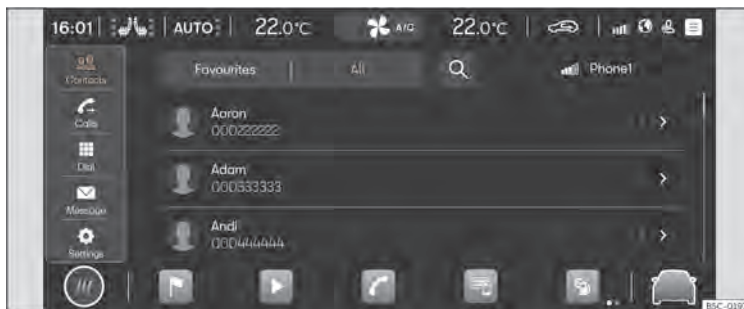 16:01 AUTO 22.0°C A/C 22.0°C
Favourites All Phone1
Contacts
Calls
Dial
Message
Settings
Aaron
000222222
Adam
000333333
Andi
000444444
BSC-0197